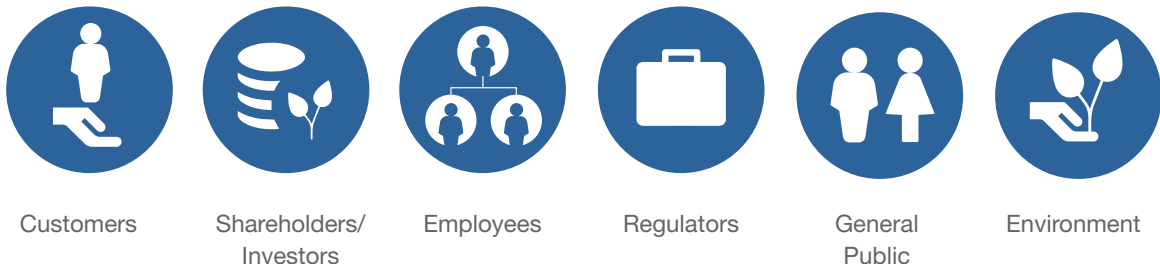 Customers
Shareholders/
Investors
Employees
Regulators
General
Public
Environment